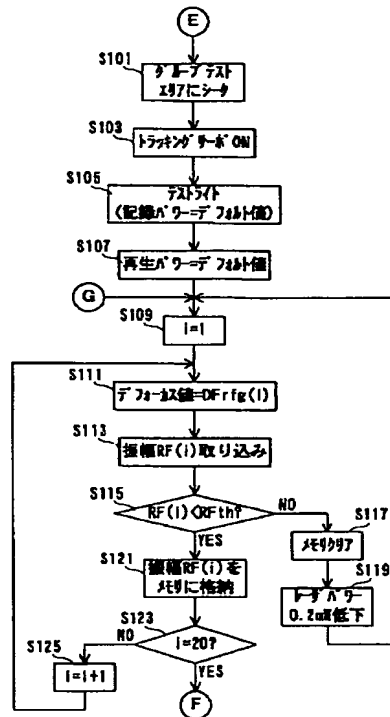 E
S101
グルーブテスト
エリアにシーク
S103
トラッキングサーボON
S105
テストライト
(記録パワー=デフォルト値)
S107
再生パワー=デフォルト値
G
S109
i=1
S111
デフォーカス値=DFrfg(i)
S113
振幅RF(i)取り込み
S115
RF(i)<RFth?
NO
S117
YES
メモリクリア
S121
振幅RF(i)を
メモリに格納
S119
レーザパワー
0.2mW低下
S123
NO
i=20?
S125
i=i+1
YES
F